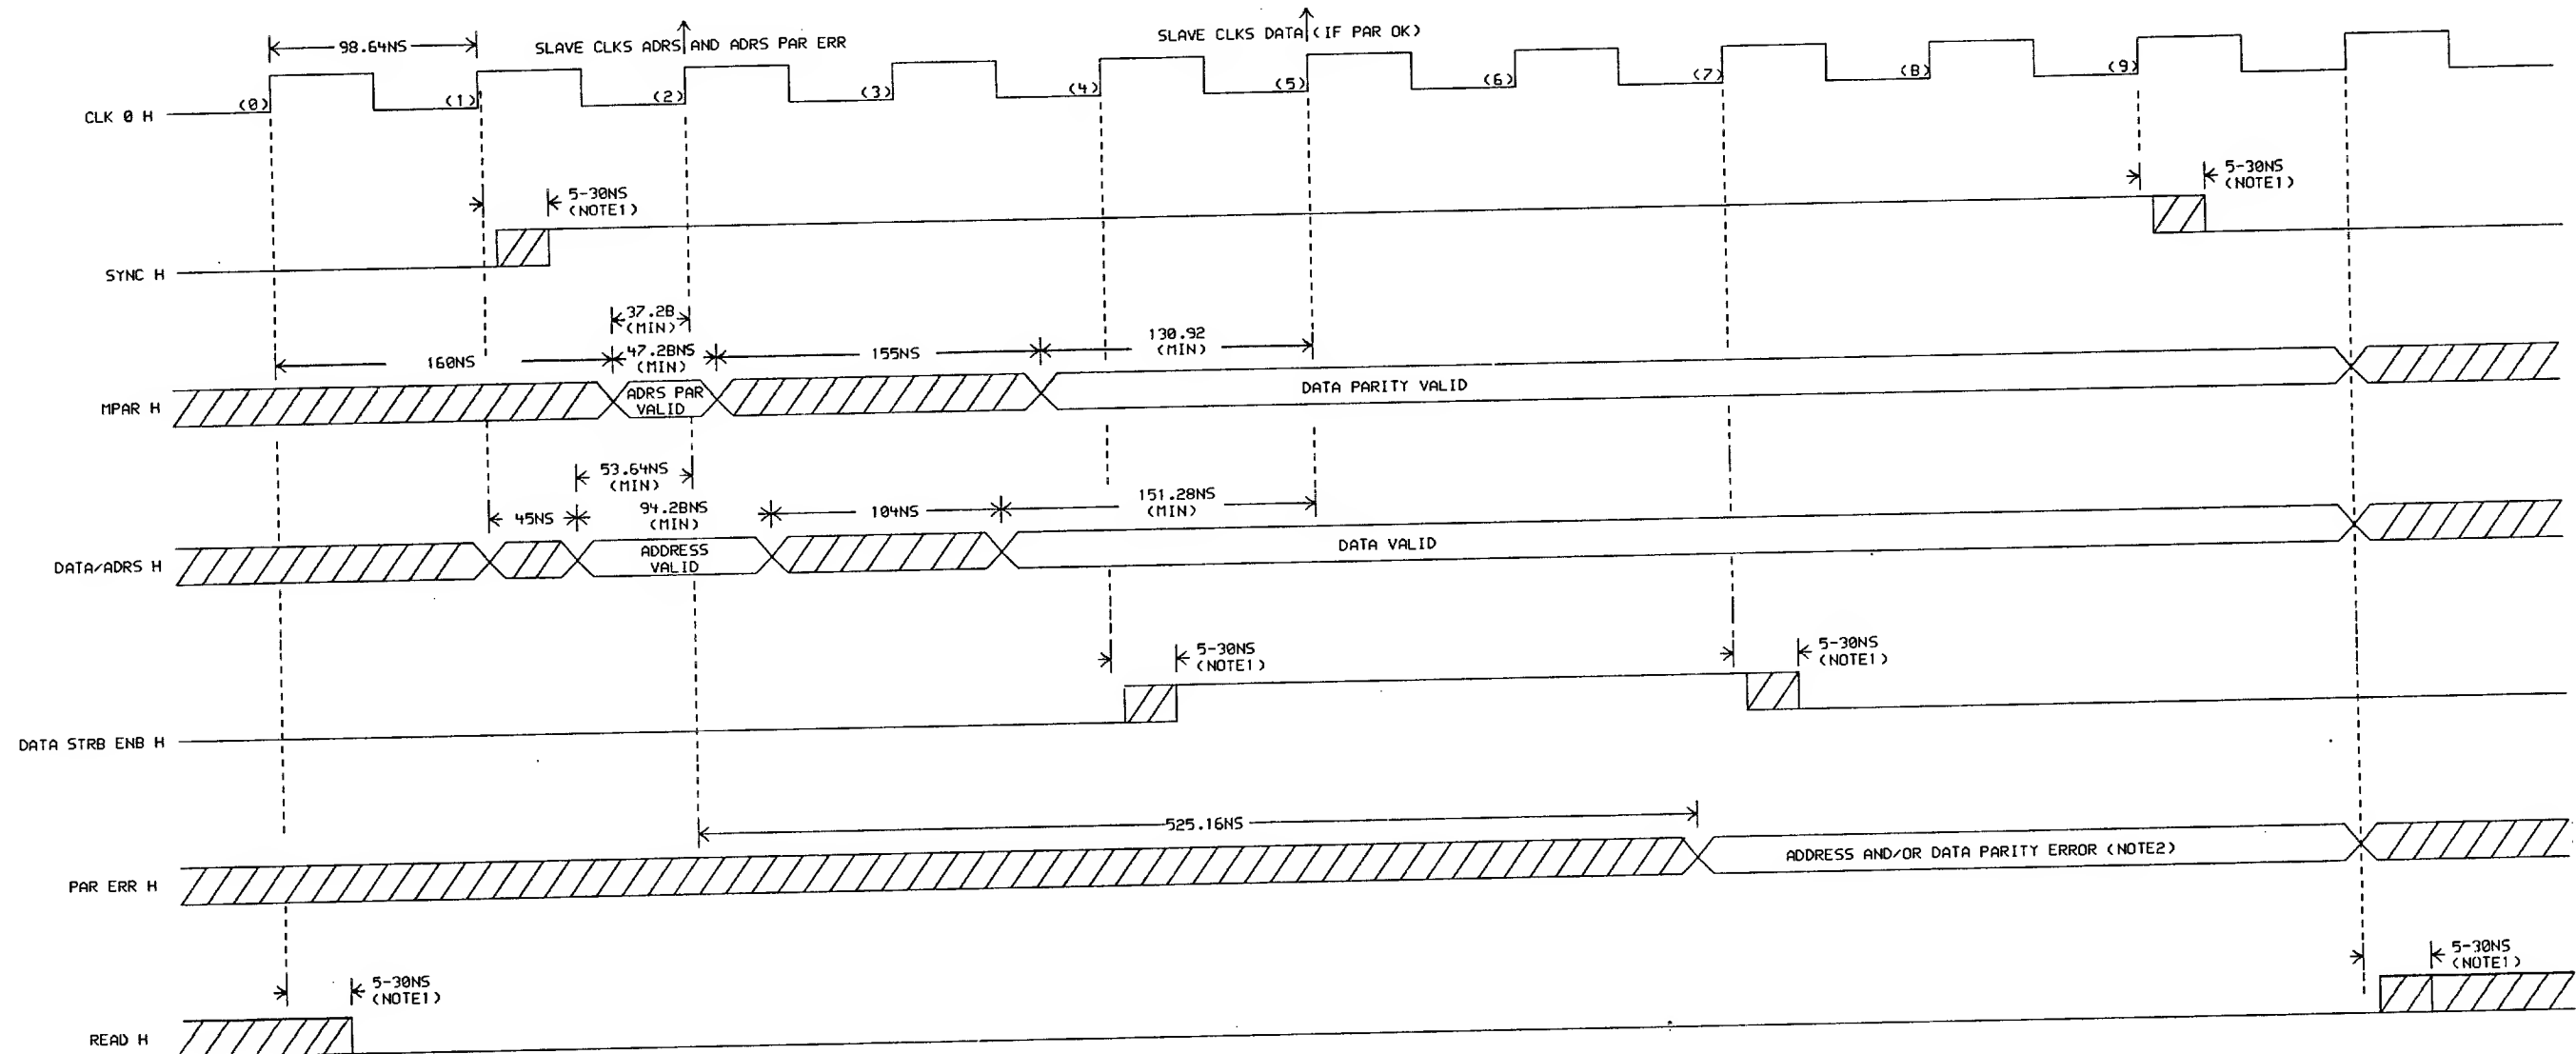 98.64NS
SLAVE CLKS ADRS AND ADRS PAR ERR
SLAVE CLKS DATA (IF PAR OK)
CLK 0 H
(0)
(1)
(2)
(3)
(4)
(5)
(6)
(7)
(8)
(9)
5-30NS
(NOTE1)
5-30NS
(NOTE1)
SYNC H
37.28
(MIN)
160NS
47.28NS
(MIN)
155NS
130.92
(MIN)
MPAR H
ADRS PAR
VALID
DATA PARITY VALID
53.64NS
(MIN)
45NS
94.28NS
(MIN)
104NS
151.28NS
(MIN)
DATA/ADRS H
ADDRESS
VALID
DATA VALID
5-30NS
(NOTE1)
5-30NS
(NOTE1)
DATA STRB ENB H
525.16NS
PAR ERR H
ADDRESS AND/OR DATA PARITY ERROR (NOTE2)
5-30NS
(NOTE1)
5-30NS
(NOTE1)
READ H